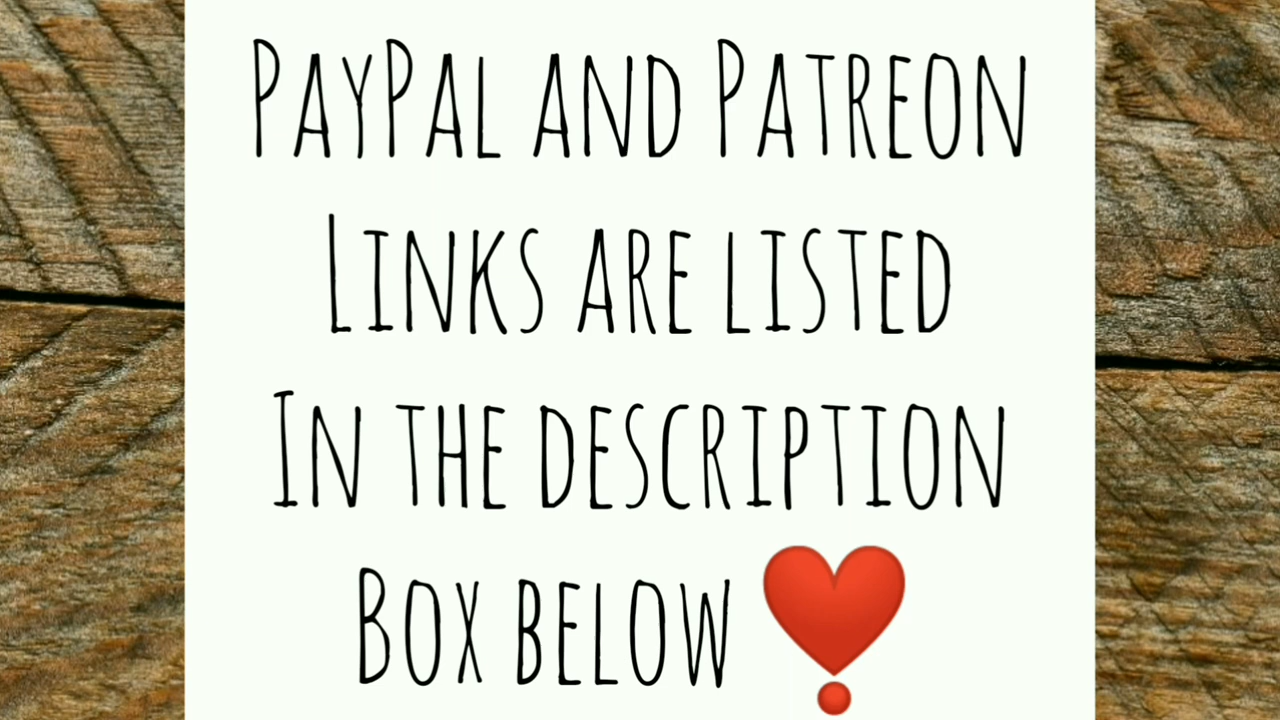 PayPal and Patreon
Links are listed
In the description
Box below ❣️